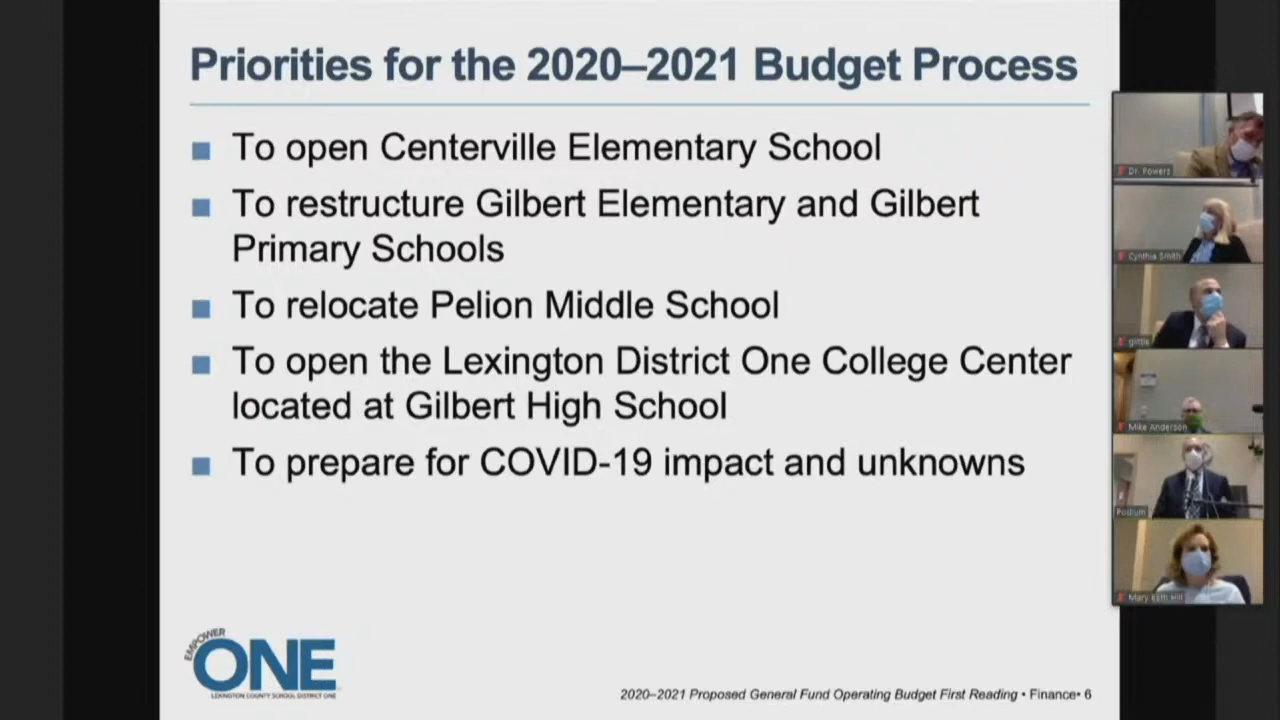 Priorities for the 2020–2021 Budget Process
■ To open Centerville Elementary School
■ To restructure Gilbert Elementary and Gilbert
Primary Schools
■ To relocate Pelion Middle School
■ To open the Lexington District One College Center
located at Gilbert High School
■ To prepare for COVID-19 impact and unknowns
Dr. Powers
Cynthia Smith
Mike Anderson
Podium
Mary Beth Hill
EMPOWER
ONE
LEXINGTON COUNTY SCHOOL DISTRICT ONE
2020–2021 Proposed General Fund Operating Budget First Reading • Finance• 6